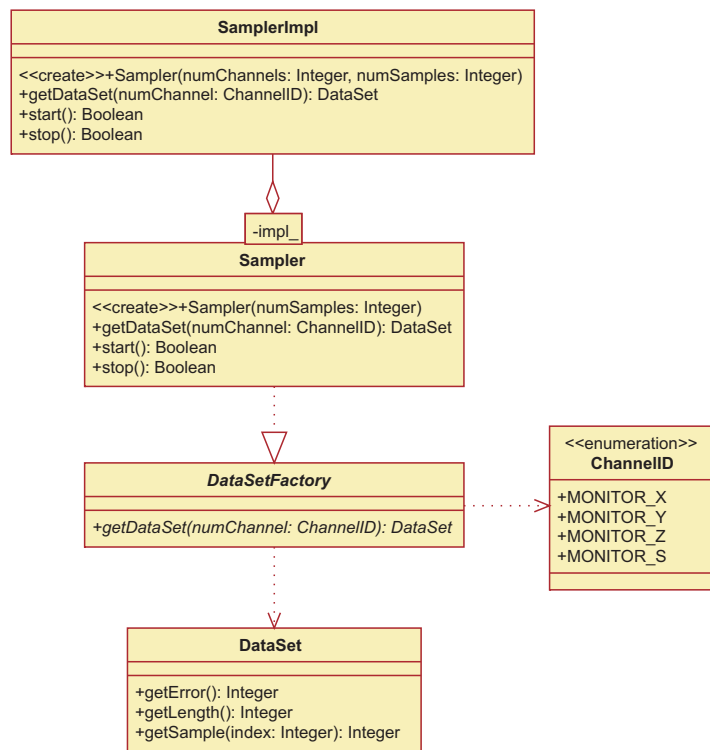 SamplerImpl
<<create>>+Sampler(numChannels: Integer, numSamples: Integer)
+getDataSet(numChannel: ChannelID): DataSet
+start(): Boolean
+stop(): Boolean
-impl_
Sampler
<<create>>+Sampler(numSamples: Integer)
+getDataSet(numChannel: ChannelID): DataSet
+start(): Boolean
+stop(): Boolean
<<enumeration>>
ChannelID
+MONITOR_X
+MONITOR_Y
+MONITOR_Z
+MONITOR_S
DataSetFactory
+getDataSet(numChannel: ChannelID): DataSet
DataSet
+getError(): Integer
+getLength(): Integer
+getSample(index: Integer): Integer